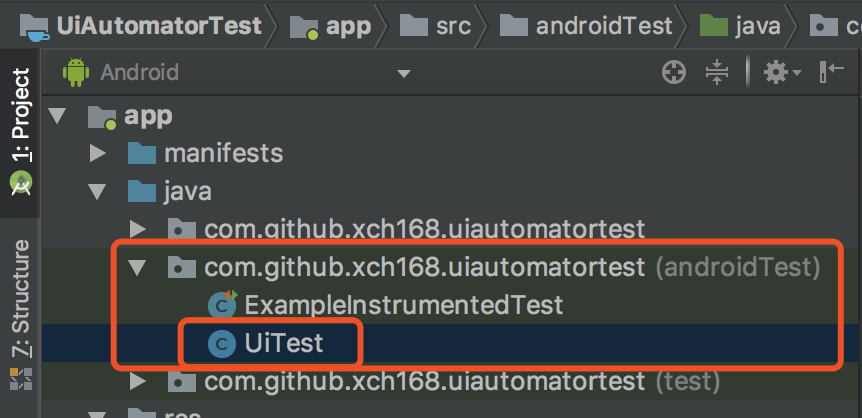 UiAutomatorTest app src androidTest java
Android
1: Project
app
manifests
java
com.github.xch168.uiautomatortest
com.github.xch168.uiautomatortest (androidTest)
ExampleInstrumentedTest
UiTest
com.github.xch168.uiautomatortest (test)
7: Structure